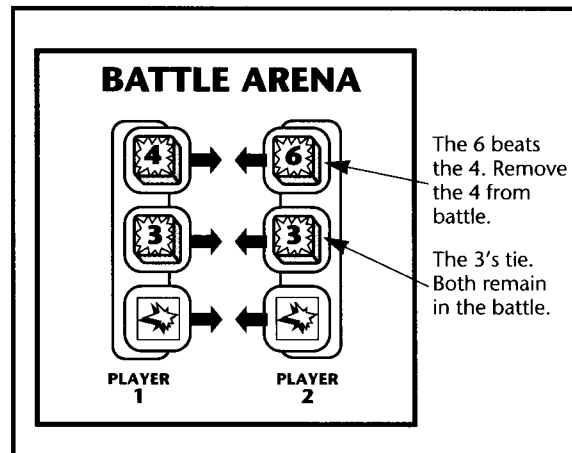 BATTLE ARENA
4
6
3
3
PLAYER
1
PLAYER
2
The 6 beats
the 4. Remove
the 4 from
battle.
The 3's tie.
Both remain
in the battle.